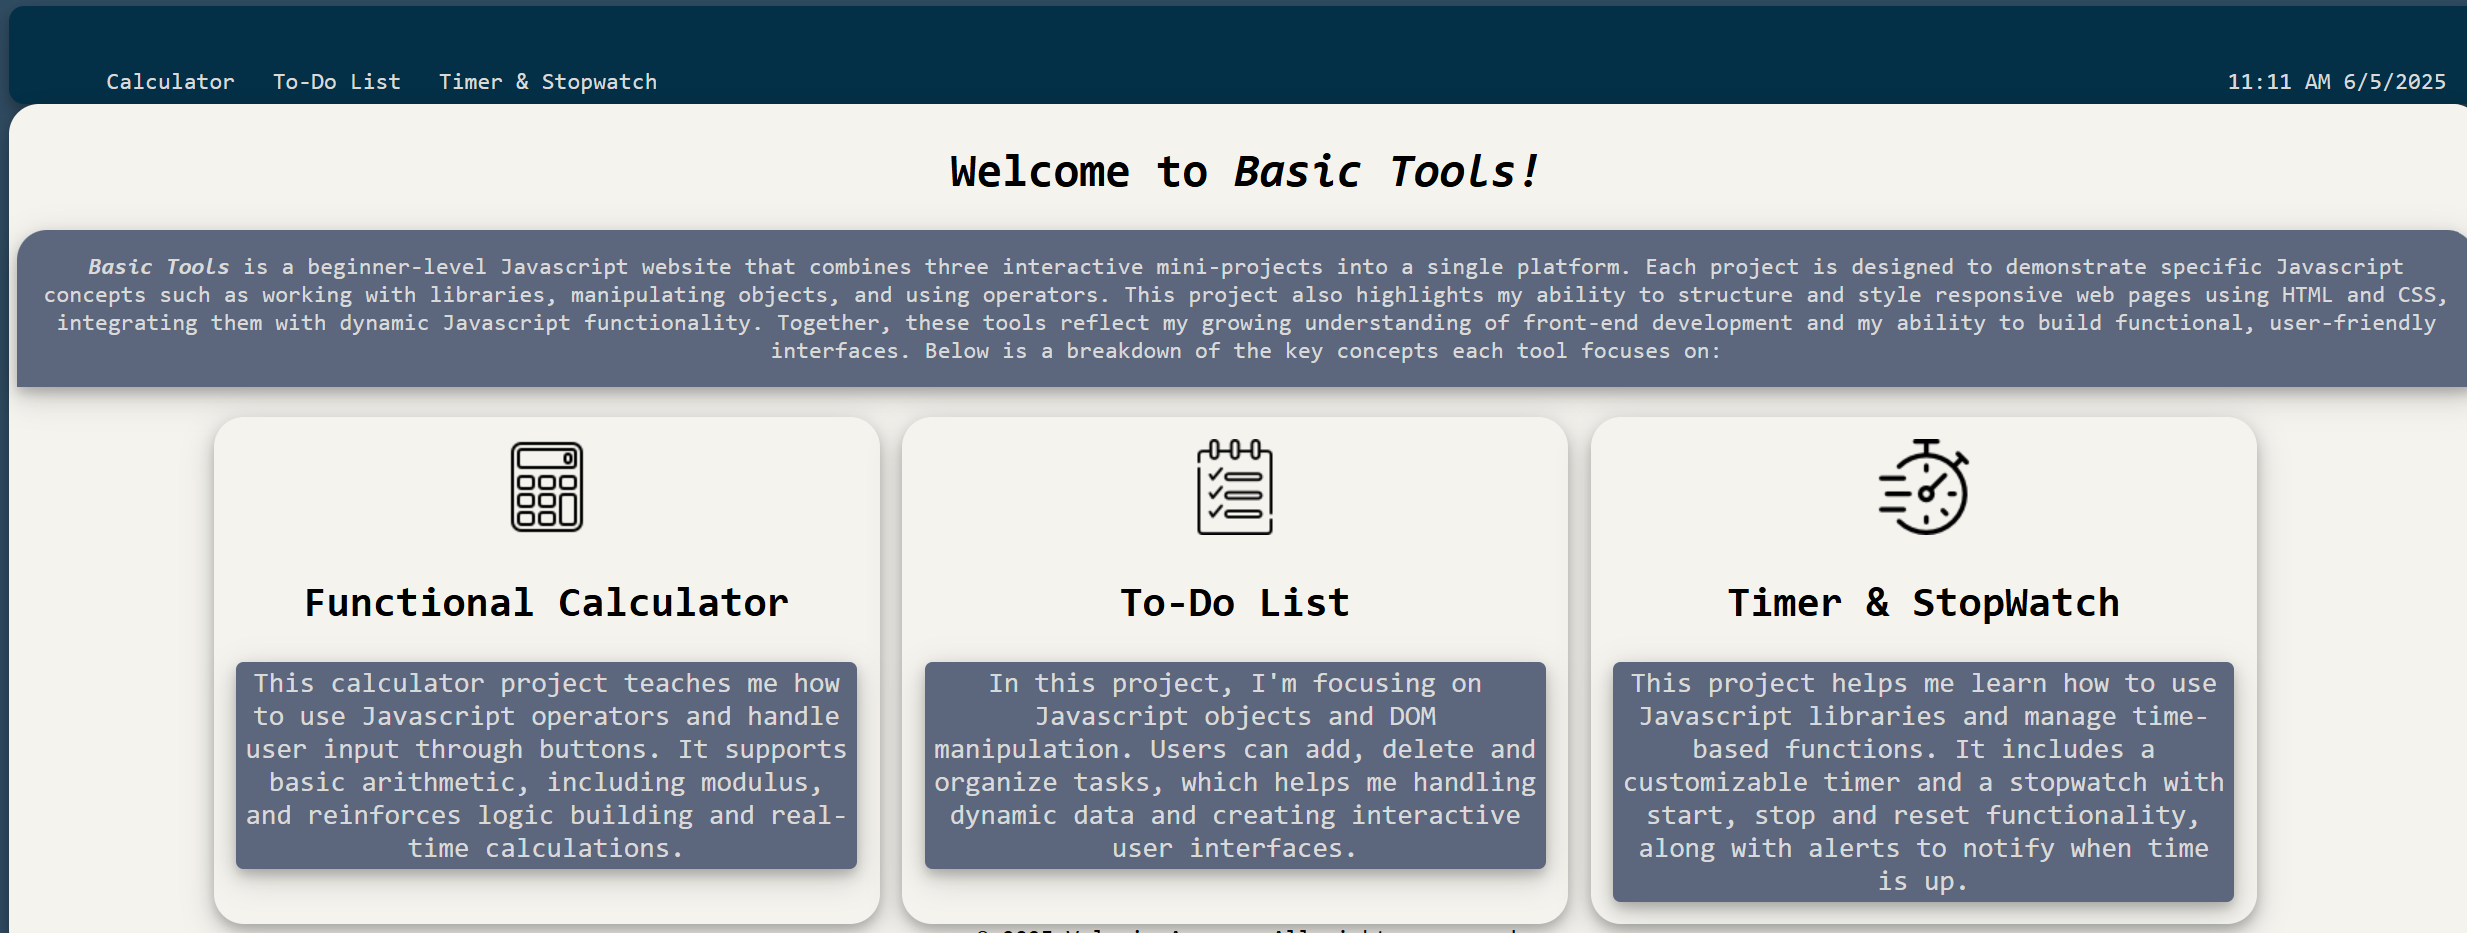 Calculator To-Do List Timer & Stopwatch 11:11 AM 6/5/2025
Welcome to Basic Tools!
Basic Tools is a beginner-level Javascript website that combines three interactive mini-projects into a single platform. Each project is designed to demonstrate specific Javascript
concepts such as working with libraries, manipulating objects, and using operators. This project also highlights my ability to structure and style responsive web pages using HTML and CSS,
integrating them with dynamic Javascript functionality. Together, these tools reflect my growing understanding of front-end development and my ability to build functional, user-friendly
interfaces. Below is a breakdown of the key concepts each tool focuses on:
0
Functional Calculator
This calculator project teaches me how
to use Javascript operators and handle
user input through buttons. It supports
basic arithmetic, including modulus,
and reinforces logic building and real-
time calculations.
To-Do List
In this project, I'm focusing on
Javascript objects and DOM
manipulation. Users can add, delete and
organize tasks, which helps me handling
dynamic data and creating interactive
user interfaces.
Timer & StopWatch
This project helps me learn how to use
Javascript libraries and manage time-
based functions. It includes a
customizable timer and a stopwatch with
start, stop and reset functionality,
along with alerts to notify when time
is up.